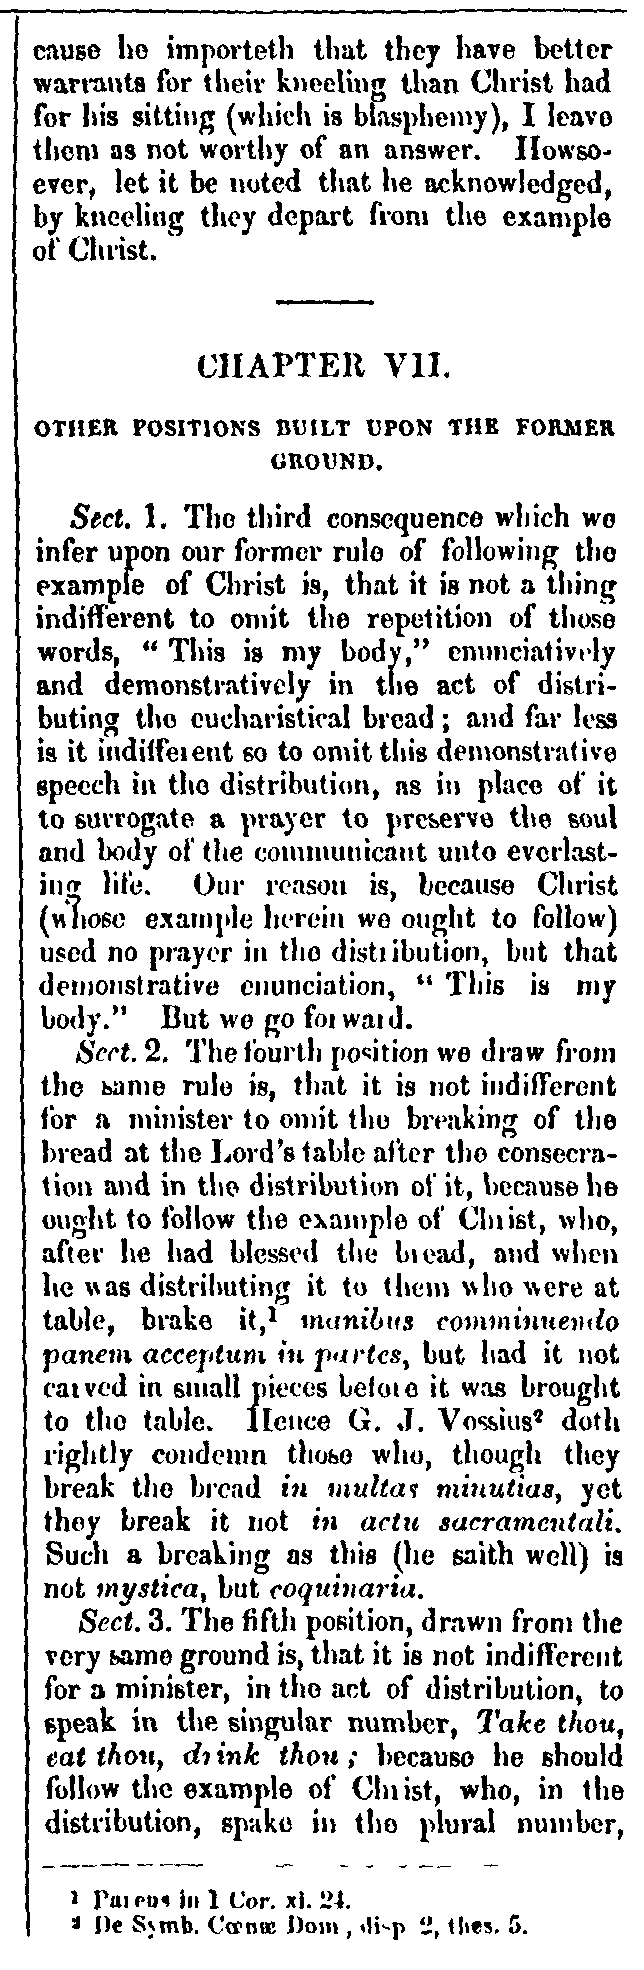 cause he importeth that they have better
warrants for their kneeling than Christ had
for his sitting (which is blasphemy), I leave
them as not worthy of an answer. Howso-
ever, let it be noted that he acknowledged,
by kneeling they depart from the example
of Christ.
CHAPTER VII.
OTHER POSITIONS BUILT UPON THE FORMER
GROUND.
Sect. 1. The third consequence which we
infer upon our former rule of following the
example of Christ is, that it is not a thing
indifferent to omit the repetition of those
words, “ This is my body,” enunciatively
and demonstratively in the act of distri-
buting the eucharistical bread ; and far less
is it indifferent so to omit this demonstrative
speech in the distribution, as in place of it
to surrogate a prayer to preserve the soul
and body of the communicant unto everlast-
ing life. Our reason is, because Christ
(whose example herein we ought to follow)
used no prayer in the distribution, but that
demonstrative enunciation, “ This is my
body.” But we go forward.
Sect. 2. The fourth position we draw from
the same rule is, that it is not indifferent
for a minister to omit the breaking of the
bread at the Lord’s table after the consecra-
tion and in the distribution of it, because he
ought to follow the example of Christ, who,
after he had blessed the bread, and when
he was distributing it to them who were at
table, brake it,¹ manibus comminuendo
panem acceptum in partes, but had it not
carved in small pieces before it was brought
to the table. Hence G. J. Vossius² doth
rightly condemn those who, though they
break the bread in multas minutias, yet
they break it not in actu sacramentali.
Such a breaking as this (he saith well) is
not mystica, but coquinaria.
Sect. 3. The fifth position, drawn from the
very same ground is, that it is not indifferent
for a minister, in the act of distribution, to
speak in the singular number, Take thou,
eat thou, drink thou ; because he should
follow the example of Christ, who, in the
distribution, spake in the plural number,
¹ Pareus in 1 Cor. xi. 24.
² De Symb. Cœnæ Dom , disp 2, thes. 5.